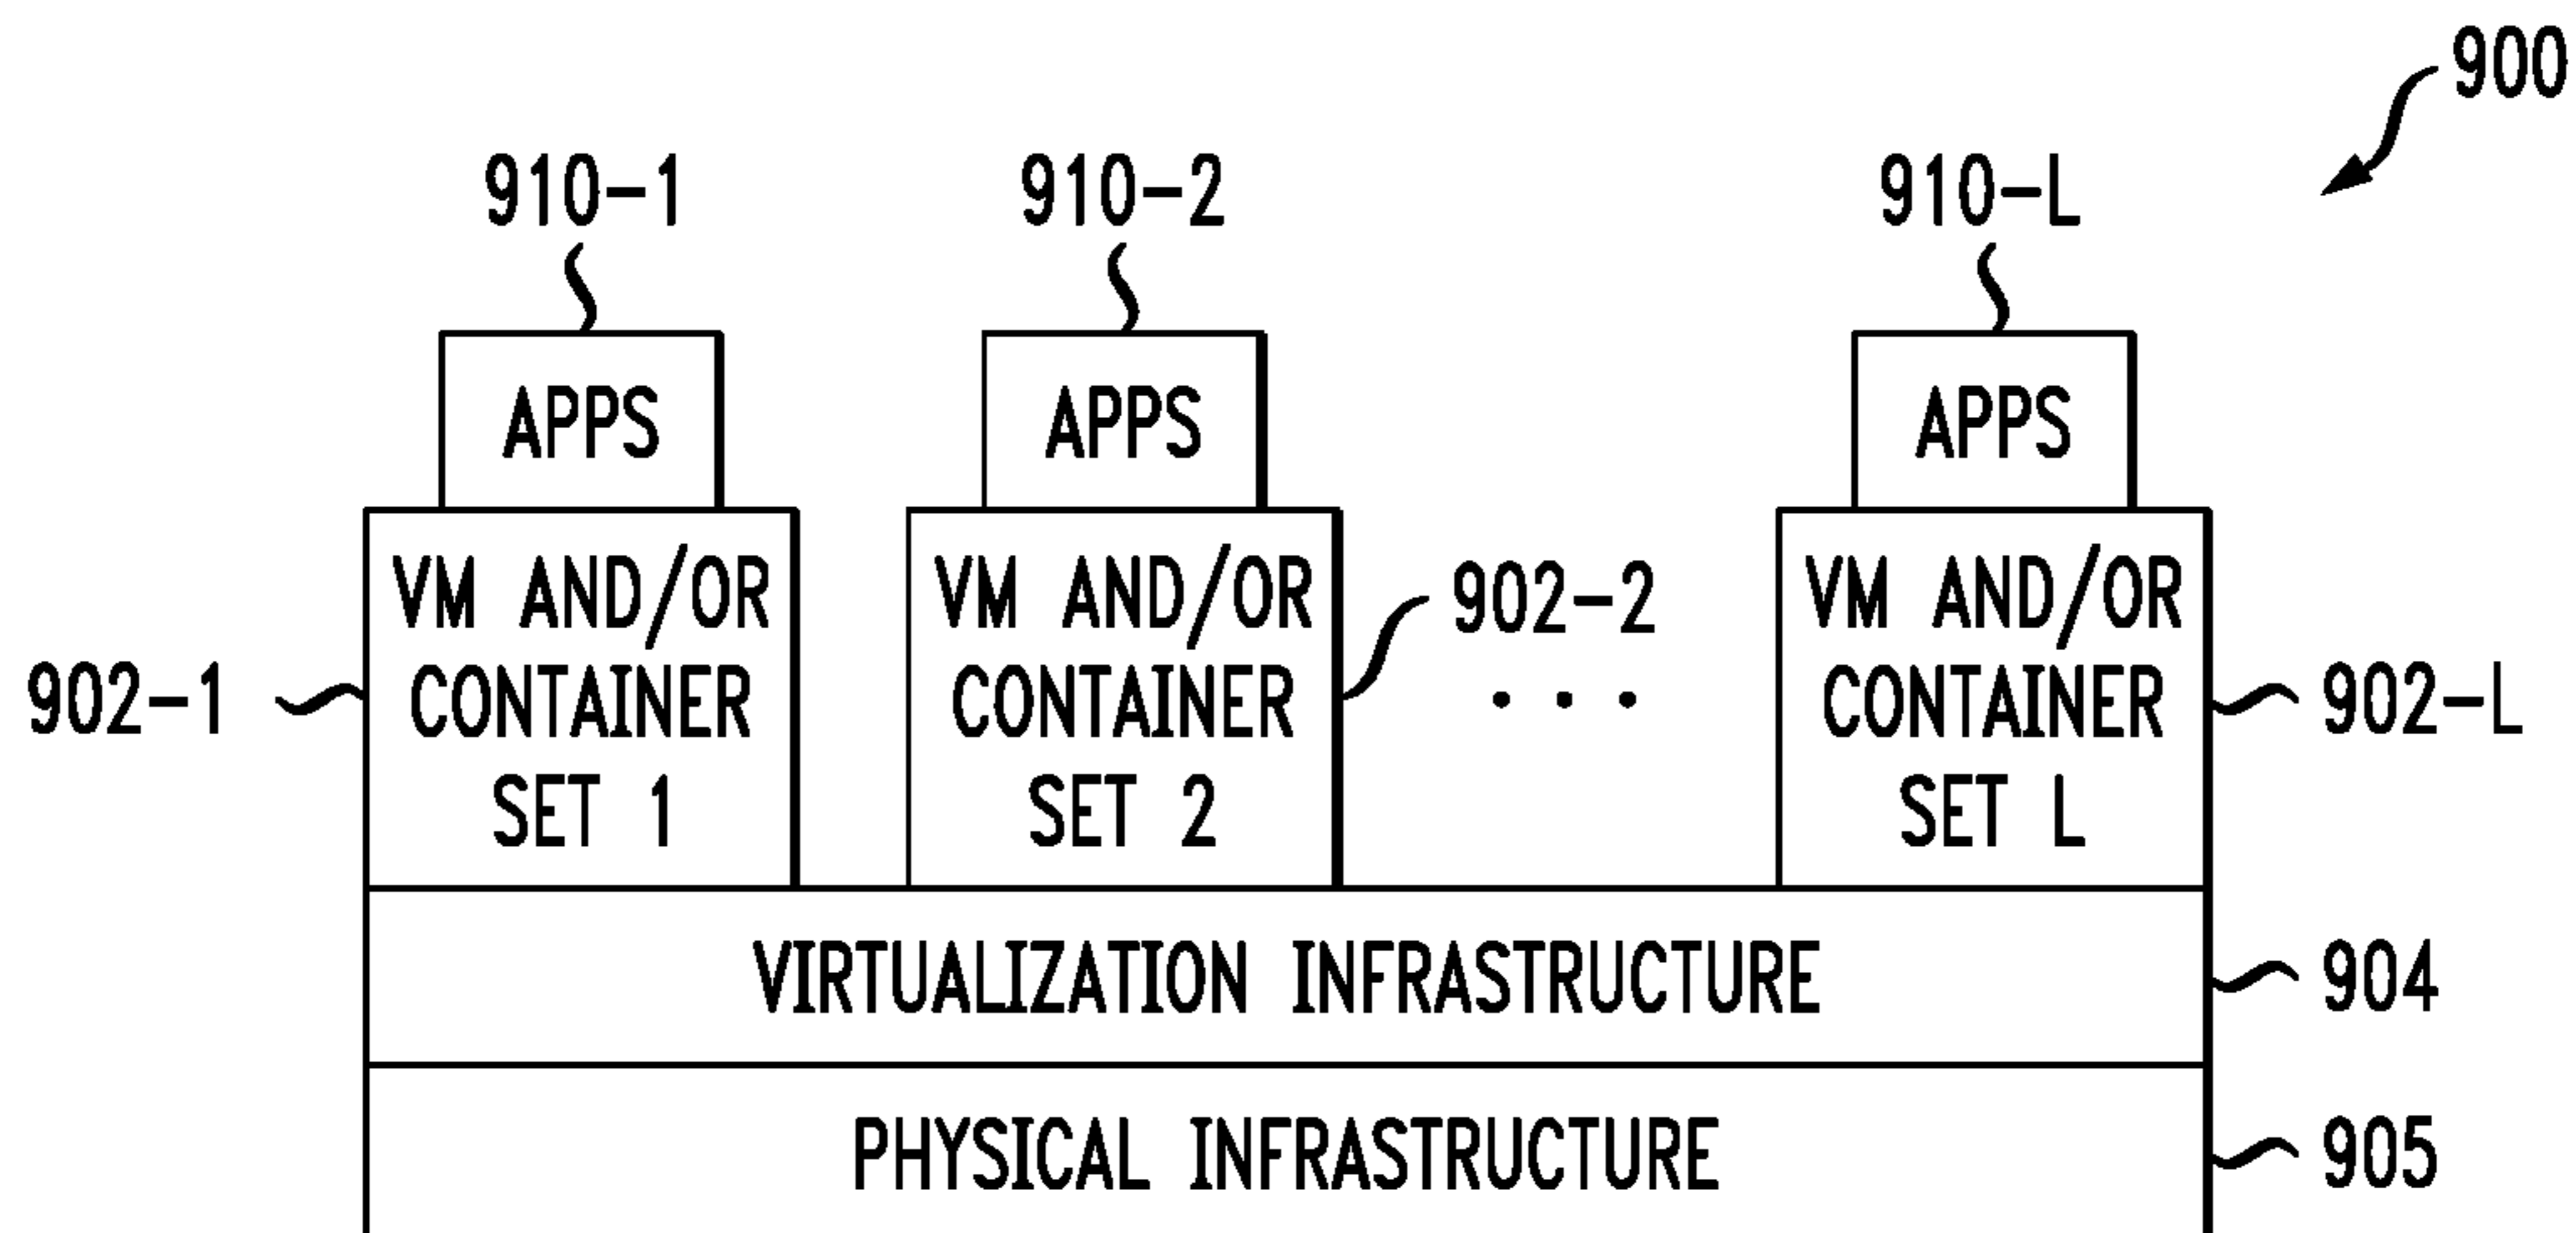 900
910-1
910-2
910-L
APPS
APPS
APPS
VM AND/OR
CONTAINER
SET 1
VM AND/OR
CONTAINER
SET 2
VM AND/OR
CONTAINER
SET L
902-1
902-2
. . .
902-L
VIRTUALIZATION INFRASTRUCTURE
904
PHYSICAL INFRASTRUCTURE
905